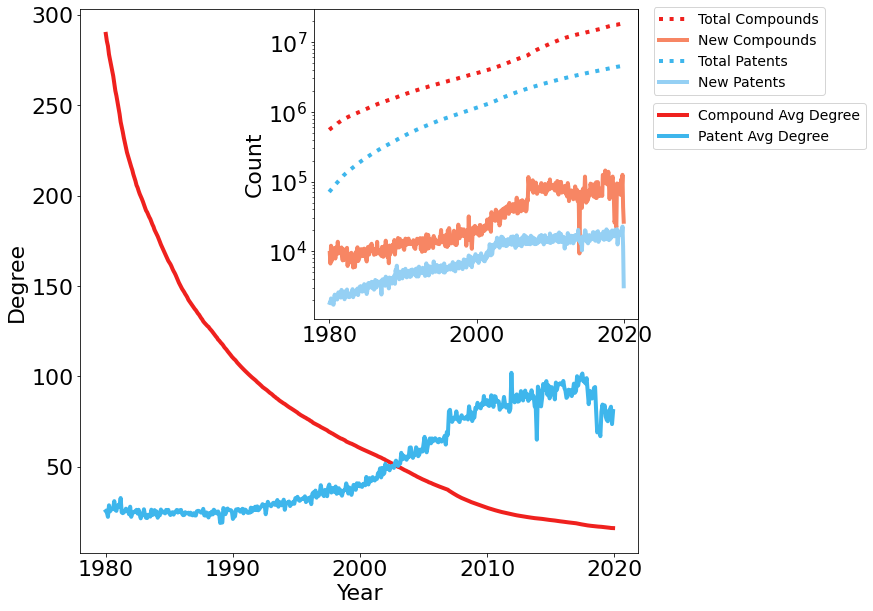 300
250
200
150
100
50
Degree
1980
1990
2000
2010
2020
Year
10⁷
10⁶
10⁵
10⁴
Count
1980
2000
2020
Total Compounds
New Compounds
Total Patents
New Patents
Compound Avg Degree
Patent Avg Degree